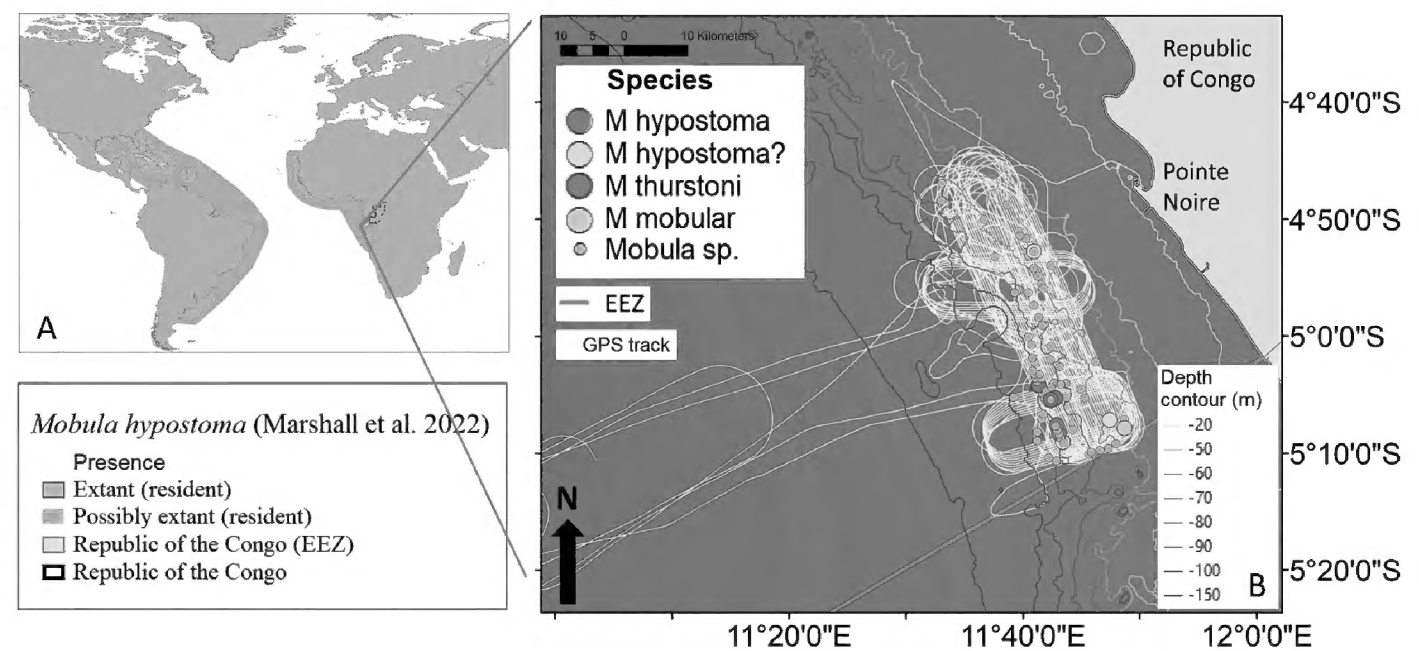 A
Mobula hypostoma (Marshall et al. 2022)
Presence
Extant (resident)
Possibly extant (resident)
Republic of the Congo (EEZ)
Republic of the Congo
10 5 0 10 Kilometers
Species
M hypostoma
M hypostoma?
M thurstoni
M mobular
Mobula sp.
EEZ
GPS track
Republic
of Congo
Pointe
Noire
N
Depth
contour (m)
-20
-50
-60
-70
-80
-90
-100
-150
B
4°40'0"S
4°50'0"S
5°0'0"S
5°10'0"S
5°20'0"S
11°20'0"E
11°40'0"E
12°0'0"E